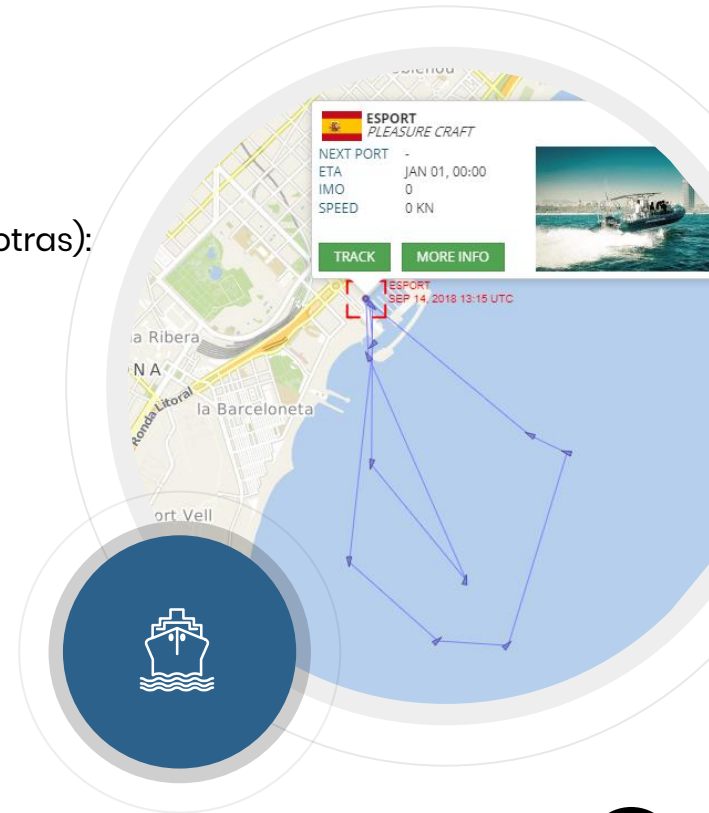 ESPORT
PLEASURE CRAFT
NEXT PORT -
ETA JAN 01, 00:00
IMO 0
SPEED 0 KN
TRACK MORE INFO
otras):
ESPORT
SEP 14, 2018 13:15 UTC
a Ribera
N A
Ronda Litoral
la Barceloneta
ort Vell